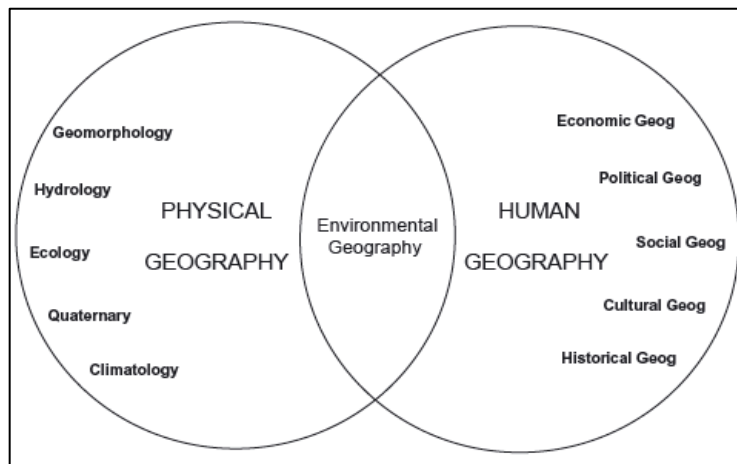 Geomorphology
Hydrology
Ecology
Quaternary
Climatology
PHYSICAL
GEOGRAPHY
Environmental
Geography
HUMAN
GEOGRAPHY
Economic Geog
Political Geog
Social Geog
Cultural Geog
Historical Geog